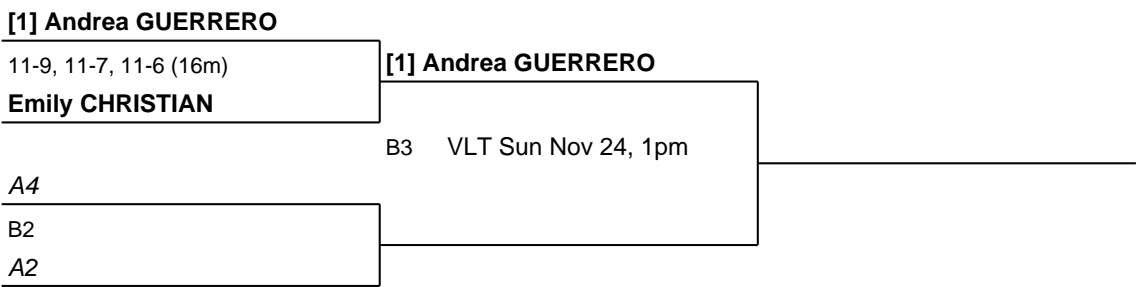 [1] Andrea GUERRERO
11-9, 11-7, 11-6 (16m)
[1] Andrea GUERRERO
Emily CHRISTIAN
B3 VLT Sun Nov 24, 1pm
A4
B2
A2